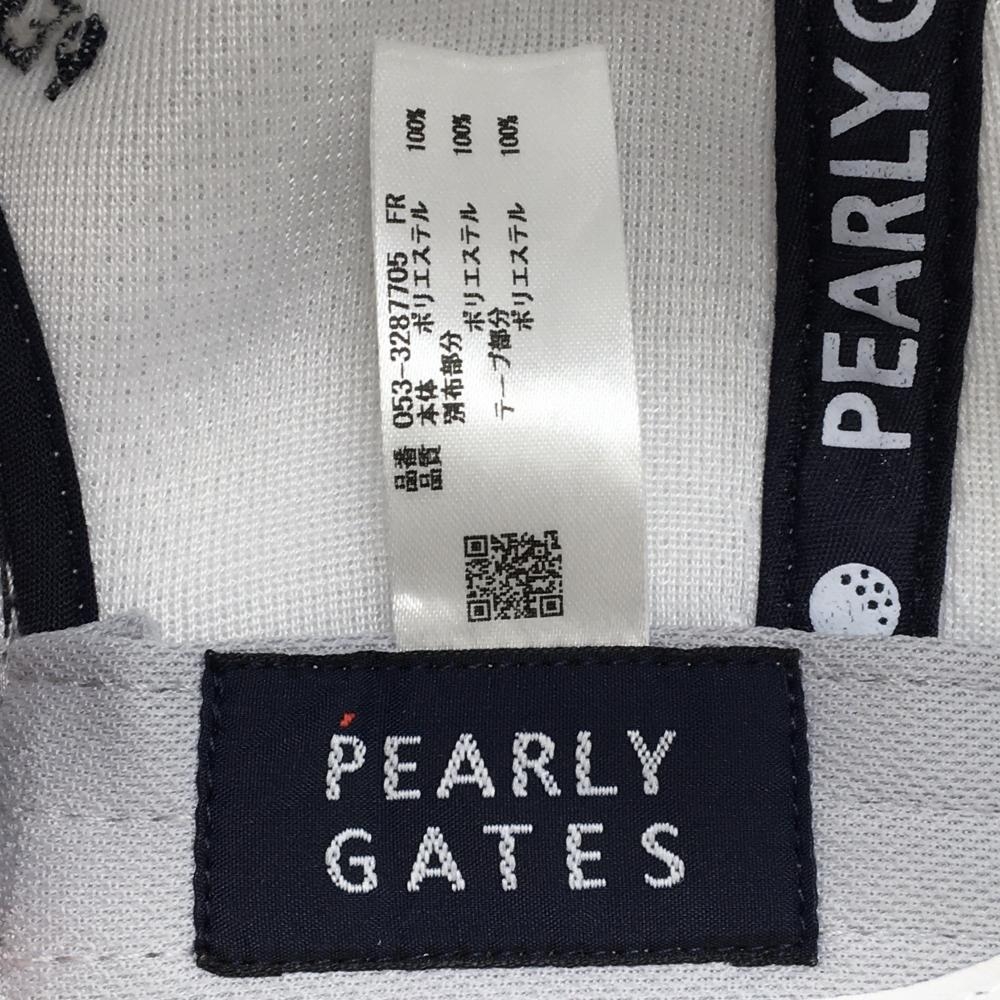 品番 053-3287705 FR
品質 本体 ポリエステル 100%
別布部分 ポリエステル 100%
テープ部分 ポリエステル 100%
PEARLY G
PEARLY
GATES